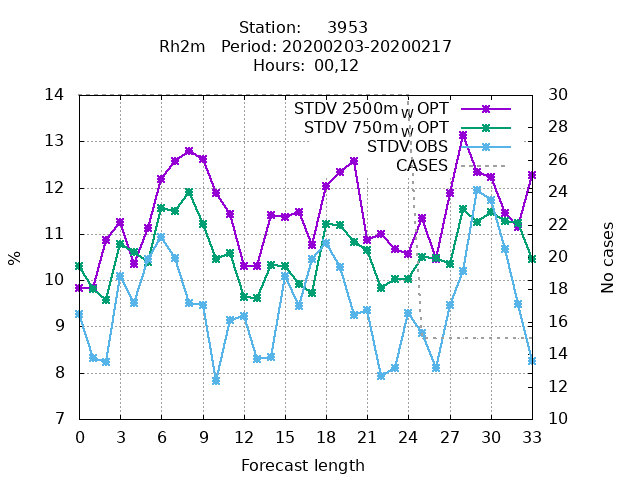 Station: 3953
Rh2m Period: 20200203-20200217
Hours: 00,12
STDV 2500m W OPT
STDV 750m W OPT
STDV OBS
CASES
%
14
13
12
11
10
9
8
7
30
28
26
24
22
20
18
16
14
12
10
No cases
0 3 6 9 12 15 18 21 24 27 30 33
Forecast length